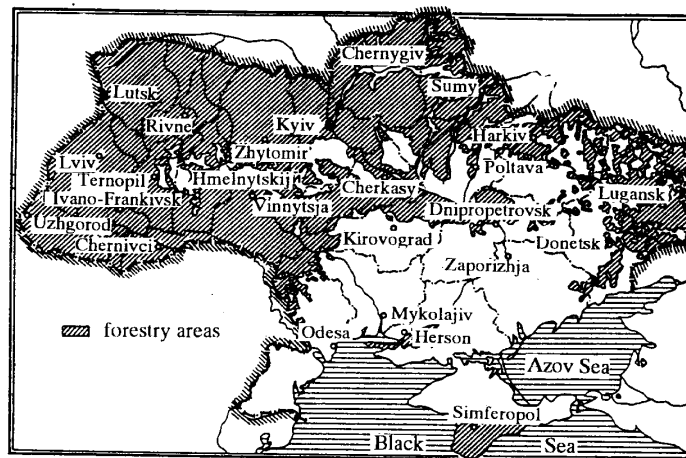 Chernygiv
Lutsk
Sumy
Rivne
Kyiv
Harkiv
Zhytomir
Lviv
Poltava
Ternopil
Hmelnytskij
Cherkasy
Lugansk
Ivano-Frankivsk
Vinnytsja
Dnipropetrovsk
Uzhgorod
Chernivci
Kirovograd
Donetsk
Zaporizhja
Mykolajiv
forestry areas
Odesa
Herson
Azov Sea
Simferopol
Black Sea